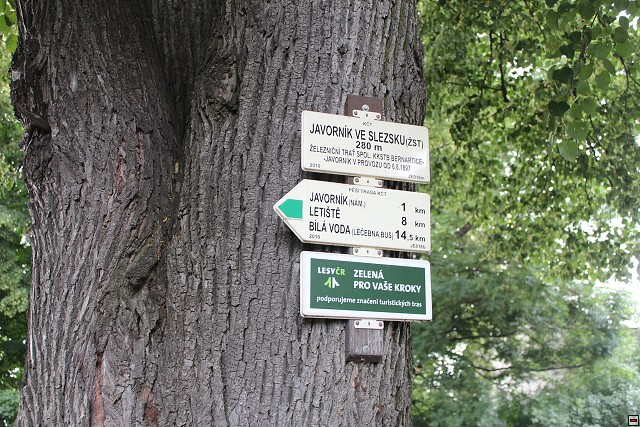 KČT
JAVORNÍK VE SLEZSKU (ŽST)
280 m
ŽELEZNIČNÍ TRAŤ SPOL. KKSTB BERNARTICE-
-JAVORNÍK V PROVOZU OD 6.8.1897
2010
PĚŠÍ TRASA KČT
JAVORNÍK (NÁM.) 1 km
LETIŠTĚ 8 km
BÍLÁ VODA (LÉČEBNA, BUS) 14,5 km
2010
LESYČR
ZELENÁ
PRO VAŠE KROKY
podporujeme značení turistických tras